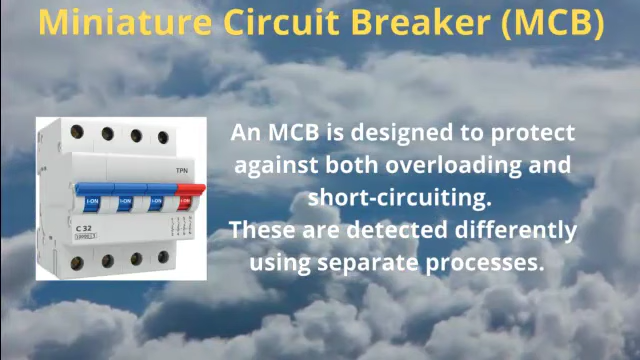 Miniature Circuit Breaker (MCB)
An MCB is designed to protect
against both overloading and
short-circuiting.
These are detected differently
using separate processes.
TPN
I-ON I-ON I-ON I-ON
C 32